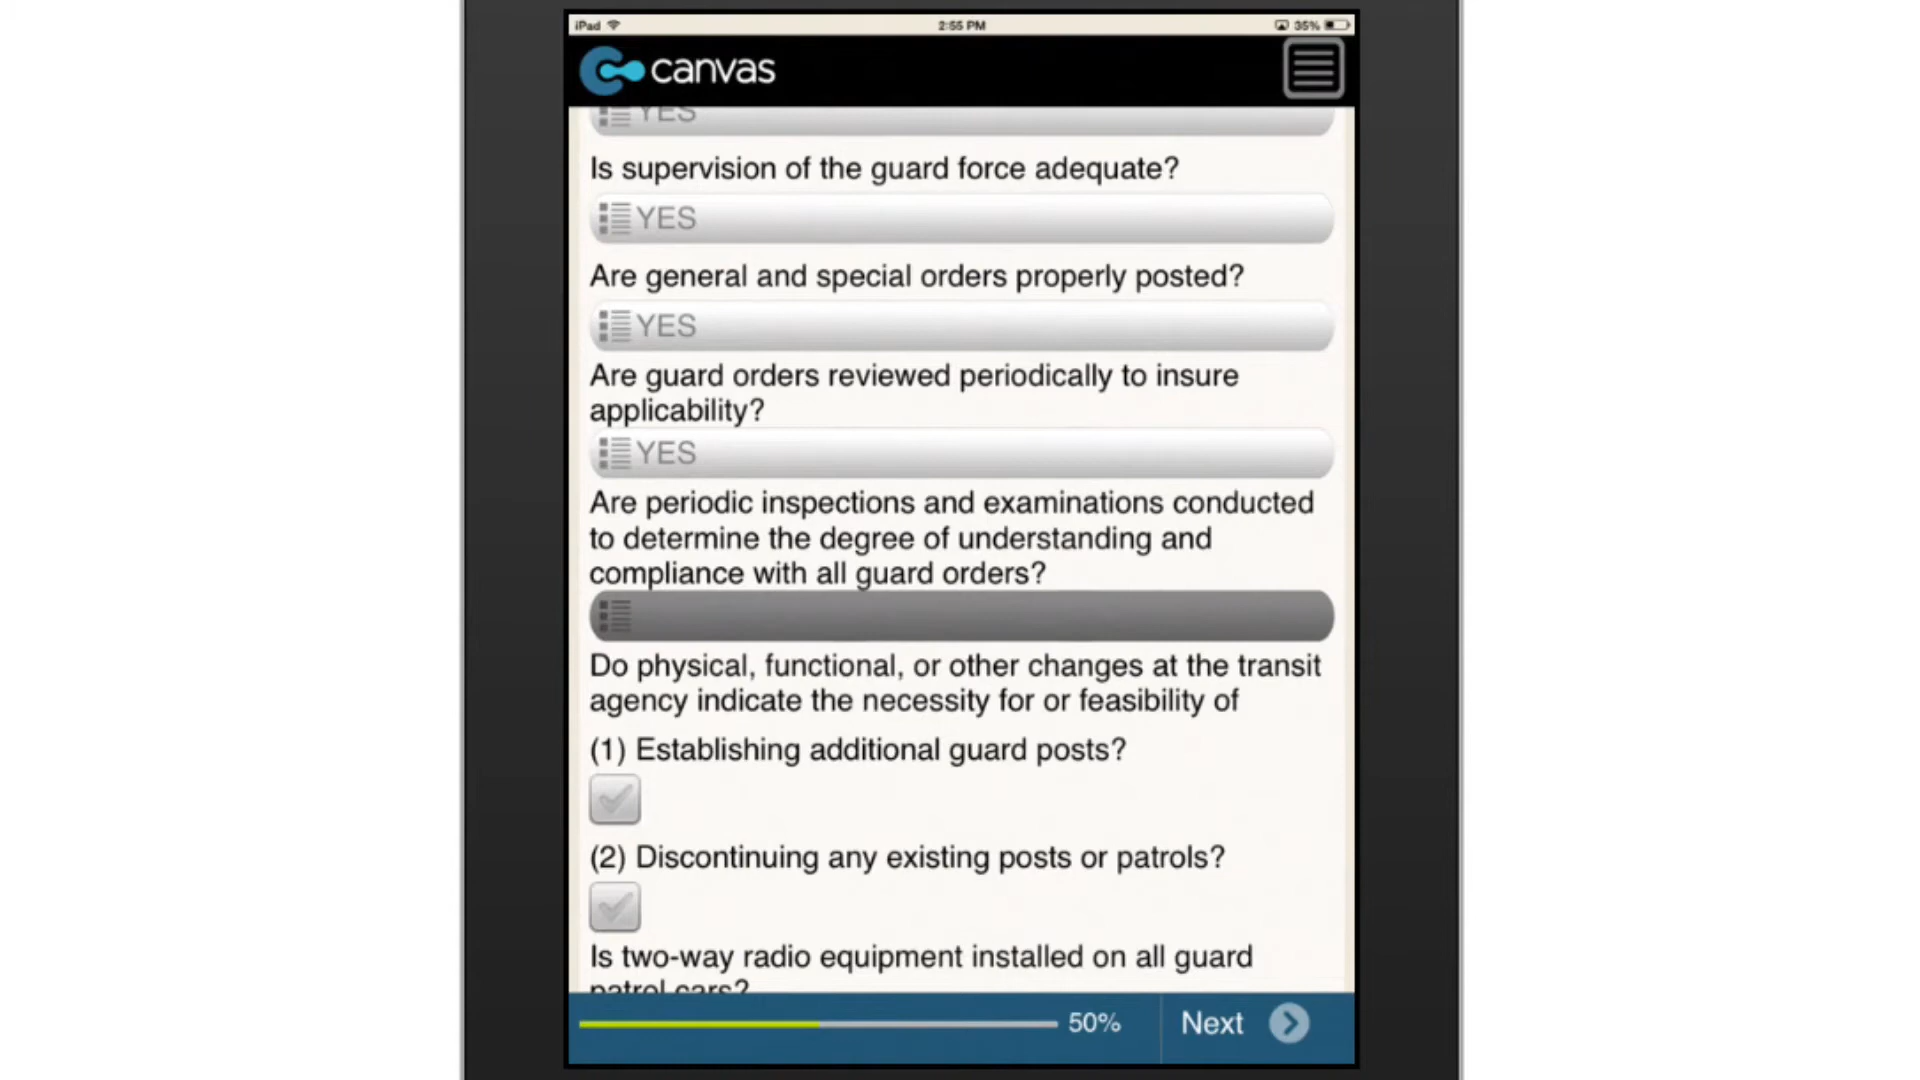 iPad
2:55 PM
35%
canvas
YES
Is supervision of the guard force adequate?
YES
Are general and special orders properly posted?
YES
Are guard orders reviewed periodically to insure
applicability?
YES
Are periodic inspections and examinations conducted
to determine the degree of understanding and
compliance with all guard orders?
Do physical, functional, or other changes at the transit
agency indicate the necessity for or feasibility of
(1) Establishing additional guard posts?
(2) Discontinuing any existing posts or patrols?
Is two-way radio equipment installed on all guard
patrol cars?
50%
Next